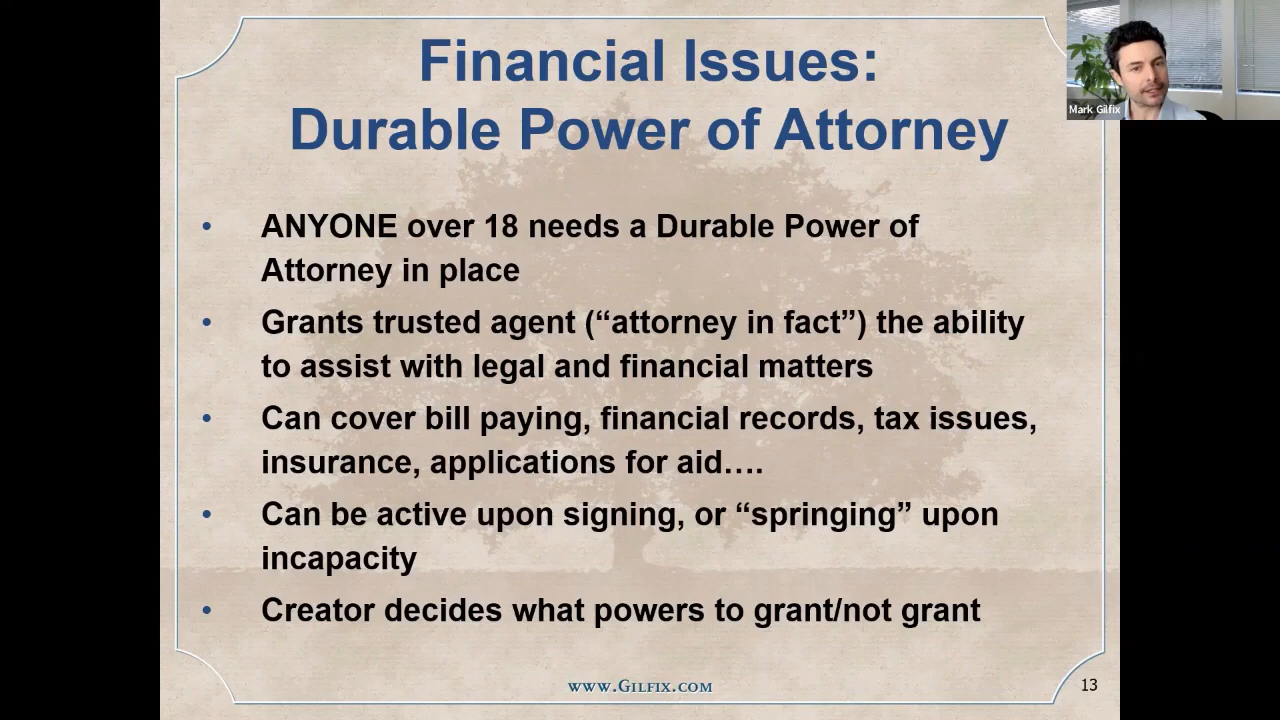 Financial Issues:
Durable Power of Attorney
Mark Gilfix
• ANYONE over 18 needs a Durable Power of
Attorney in place
• Grants trusted agent (“attorney in fact”) the ability
to assist with legal and financial matters
• Can cover bill paying, financial records, tax issues,
insurance, applications for aid….
• Can be active upon signing, or “springing” upon
incapacity
• Creator decides what powers to grant/not grant
www.Gilfix.com
13